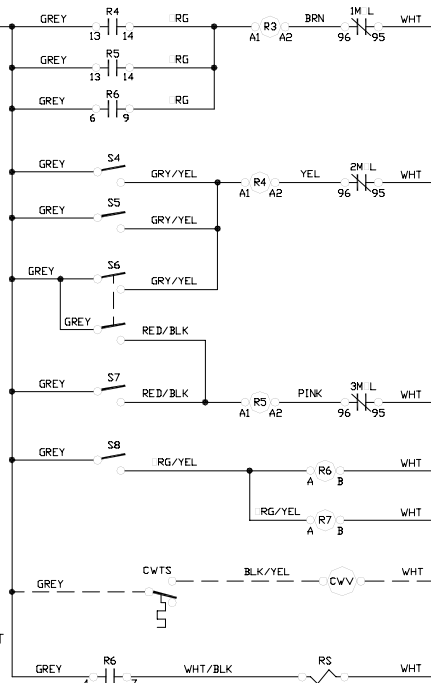 GREY R4 RG R3 BRN 1M L WHT
13 14 A1 A2 96 95
GREY R5 RG
13 14
GREY R6 RG
6 9
GREY S4 GRY/YEL R4 YEL 2M L WHT
A1 A2 96 95
GREY S5 GRY/YEL
GREY S6 GRY/YEL
GREY RED/BLK
GREY S7 RED/BLK R5 PINK 3M L WHT
A1 A2 96 95
GREY S8 RG/YEL R6 WHT
A B
RG/YEL R7 WHT
A B
CWTS BLK/YEL CWV WHT
GREY
GREY R6 WHT/BLK RS WHT